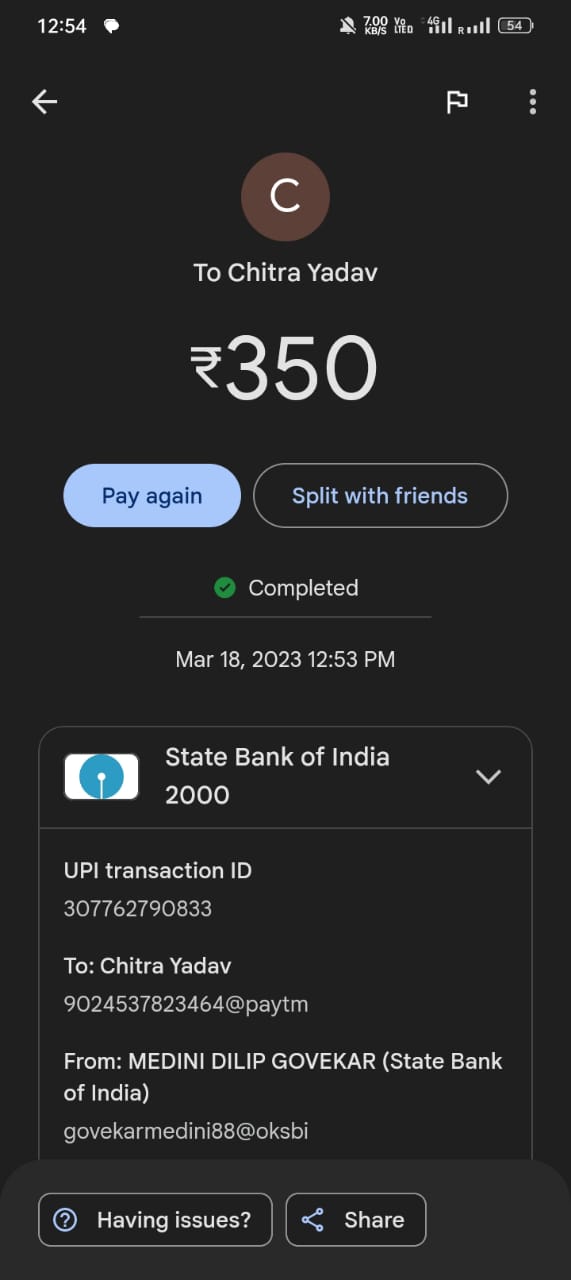 12:54 7.00 KB/S Vo LTE D 4G R 54
C
To Chitra Yadav
₹350
Pay again Split with friends
Completed
Mar 18, 2023 12:53 PM
State Bank of India
2000
UPI transaction ID
307762790833
To: Chitra Yadav
9024537823464@paytm
From: MEDINI DILIP GOVEKAR (State Bank
of India)
govekarmedini88@oksbi
Having issues? Share